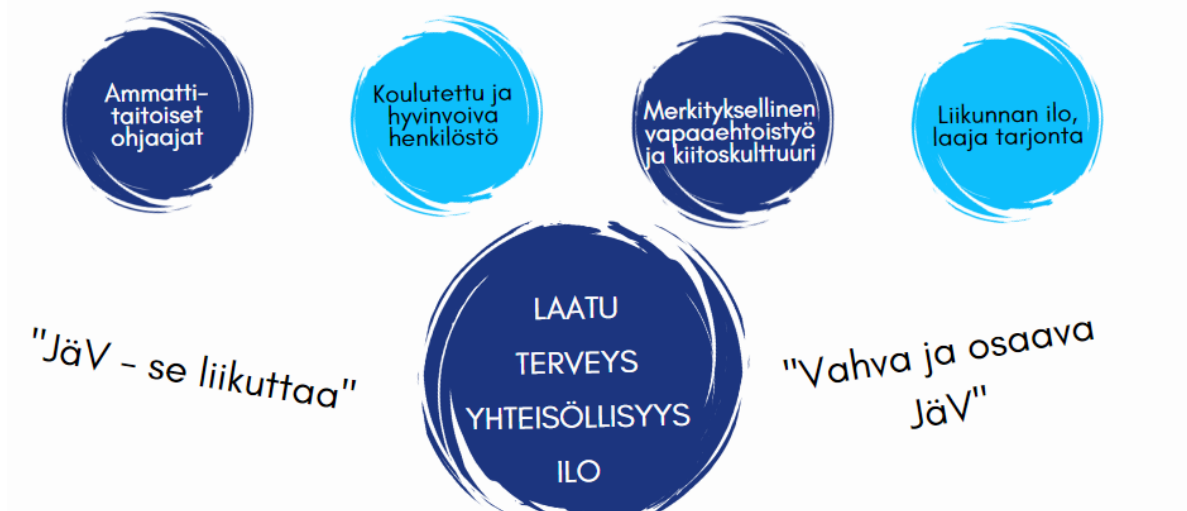 Ammatti-
taitoiset
ohjaajat
Koulutettu ja
hyvinvoiva
henkilöstö
Merkityksellinen
vapaaehtoistyö
ja kiitoskulttuuri
Liikunnan ilo,
laaja tarjonta
LAATU
TERVEYS
YHTEISÖLLISYYS
ILO
"JäV - se liikuttaa"
"Vahva ja osaava
JäV"